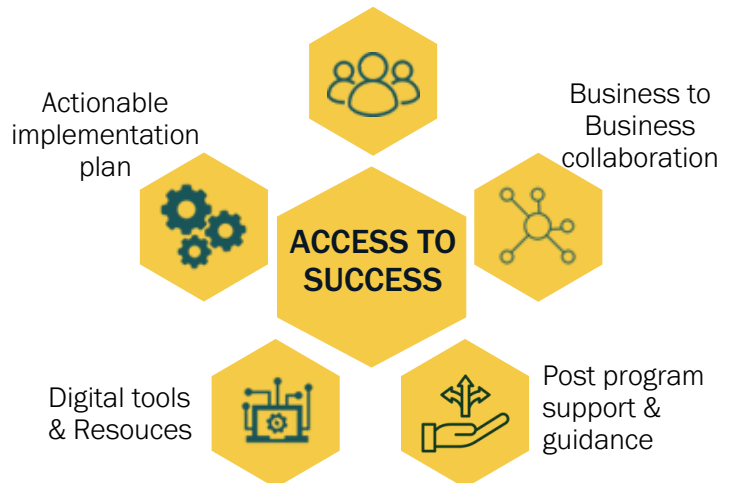 Actionable
implementation
plan
Business to
Business
collaboration
ACCESS TO
SUCCESS
Digital tools
& Resouces
Post program
support &
guidance